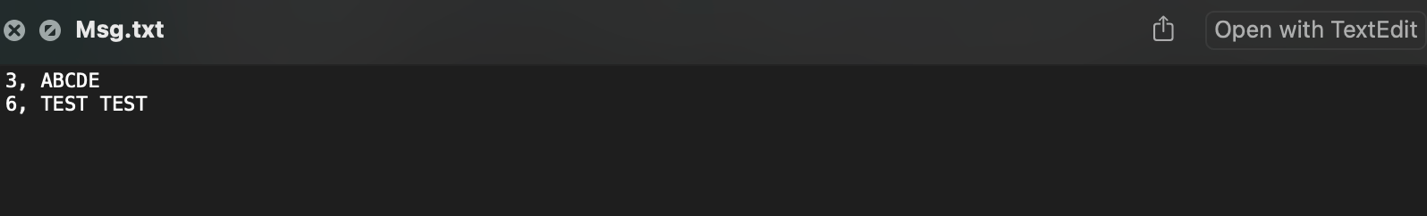 Msg.txt
Open with TextEdit
3, ABCDE
6, TEST TEST